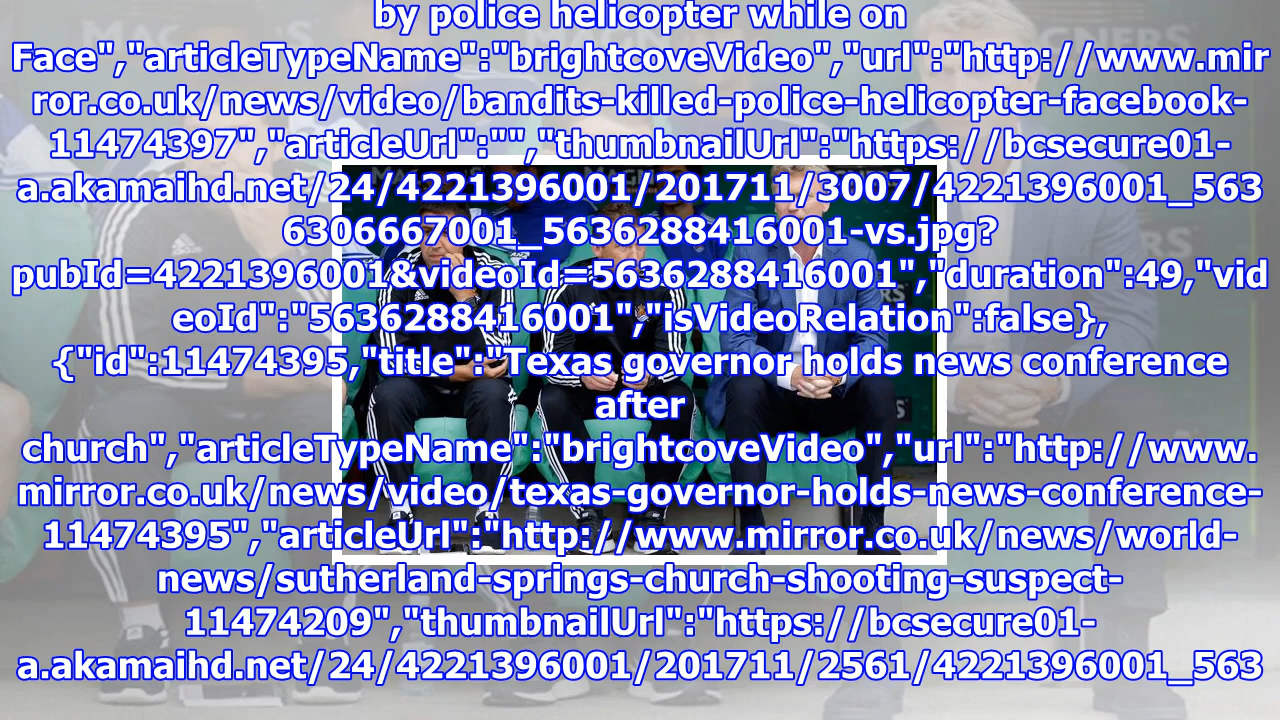 by police helicopter while on
Face","articleTypeName":"brightcoveVideo","url":"http://www.mir
ror.co.uk/news/video/bandits-killed-police-helicopter-facebook-
11474397","articleUrl":"","thumbnailUrl":"https://bcsecure01-
a.akamaihd.net/24/4221396001/201711/3007/4221396001_563
6306667001_5636288416001-vs.jpg?
pubId=4221396001&videoId=5636288416001","duration":49,"vid
eoId":"5636288416001","isVideoRelation":false},
{"id":11474395,"title":"Texas governor holds news conference
after
church","articleTypeName":"brightcoveVideo","url":"http://www.
mirror.co.uk/news/video/texas-governor-holds-news-conference-
11474395","articleUrl":"http://www.mirror.co.uk/news/world-
news/sutherland-springs-church-shooting-suspect-
11474209","thumbnailUrl":"https://bcsecure01-
a.akamaihd.net/24/4221396001/201711/2561/4221396001_563